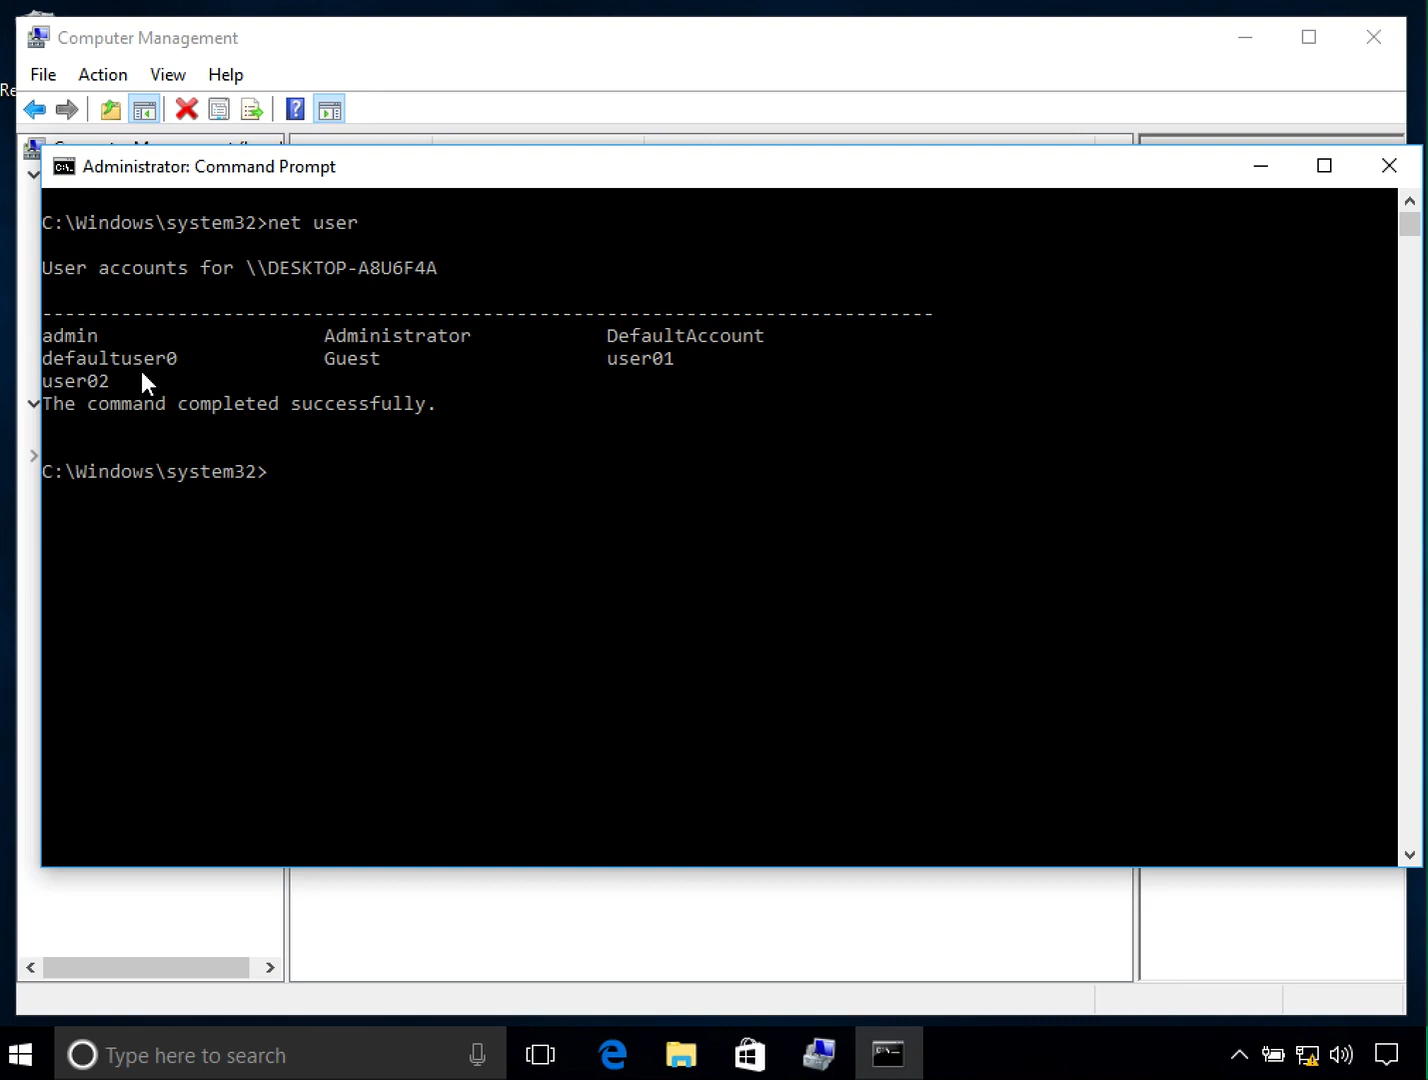 Computer Management
File Action View Help
Re
Administrator: Command Prompt
C:\Windows\system32>net user
User accounts for \\DESKTOP-A8U6F4A
-------------------------------------------------------------------------------
admin Administrator DefaultAccount
defaultuser0 Guest user01
user02
The command completed successfully.
C:\Windows\system32>
Type here to search